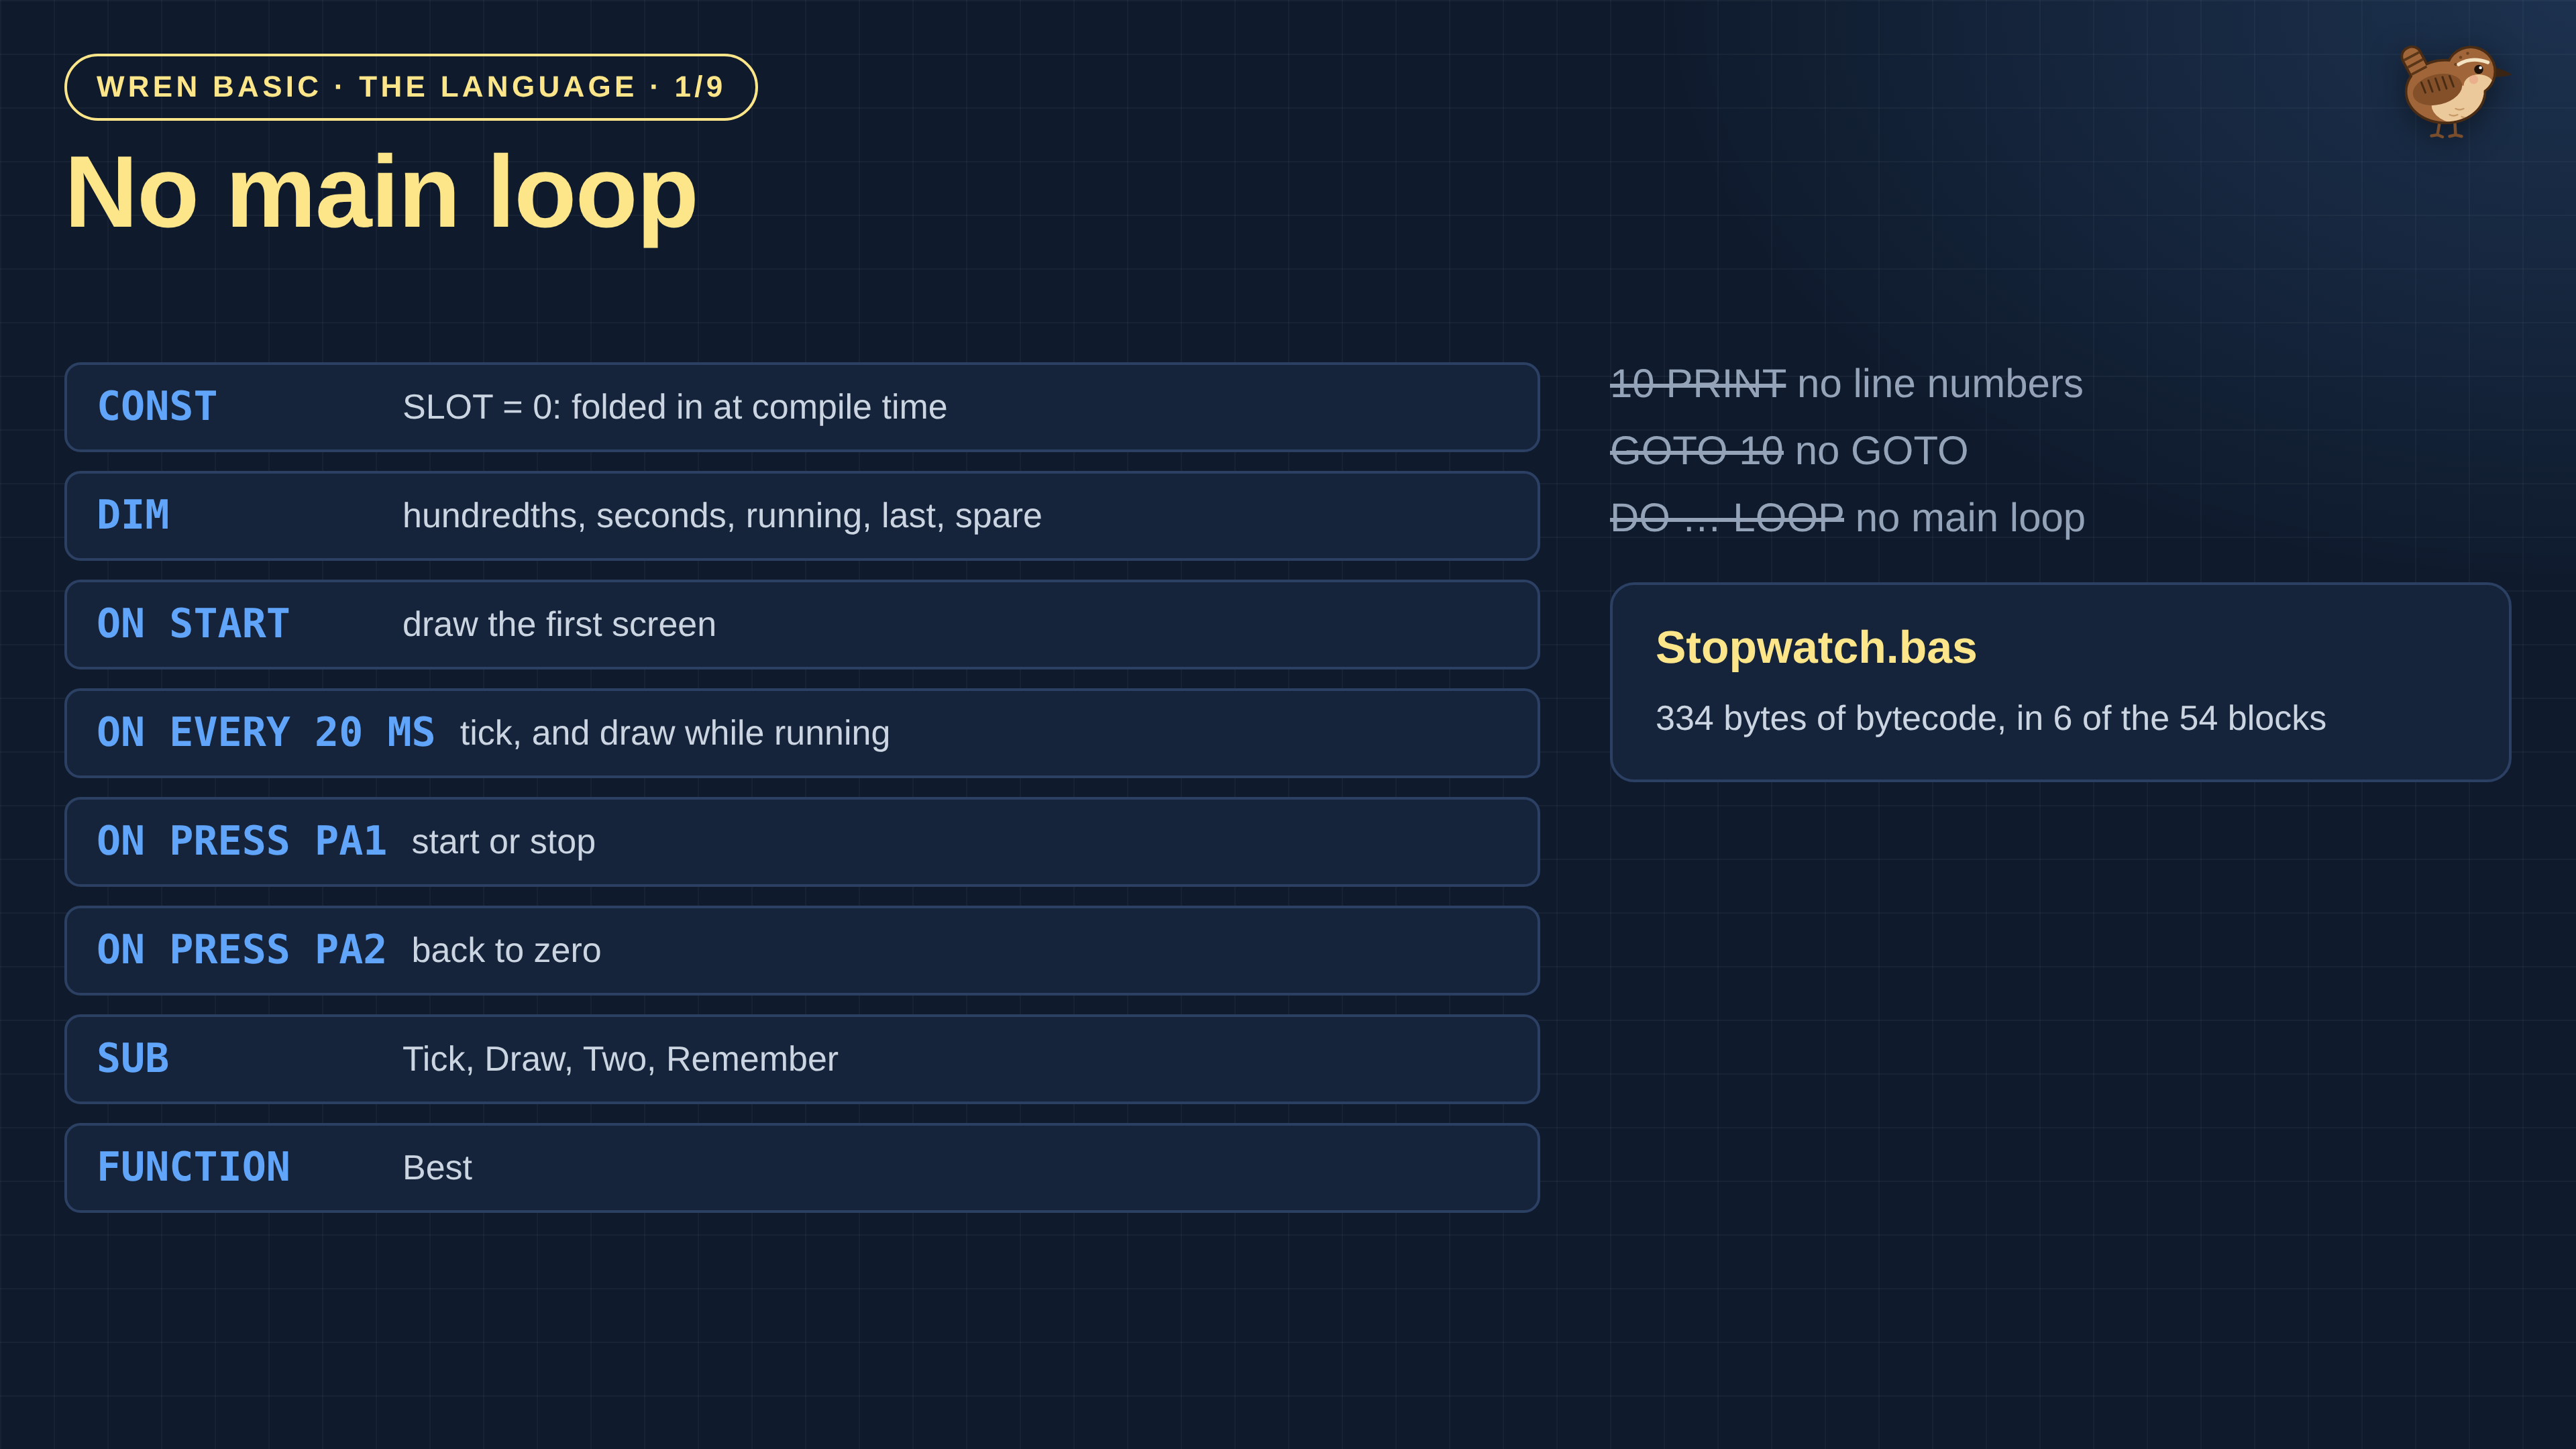 WREN BASIC · THE LANGUAGE · 1/9
No main loop
CONST SLOT = 0: folded in at compile time
DIM hundredths, seconds, running, last, spare
ON START draw the first screen
ON EVERY 20 MS tick, and draw while running
ON PRESS PA1 start or stop
ON PRESS PA2 back to zero
SUB Tick, Draw, Two, Remember
FUNCTION Best
10 PRINT no line numbers
GOTO 10 no GOTO
DO … LOOP no main loop
Stopwatch.bas
334 bytes of bytecode, in 6 of the 54 blocks